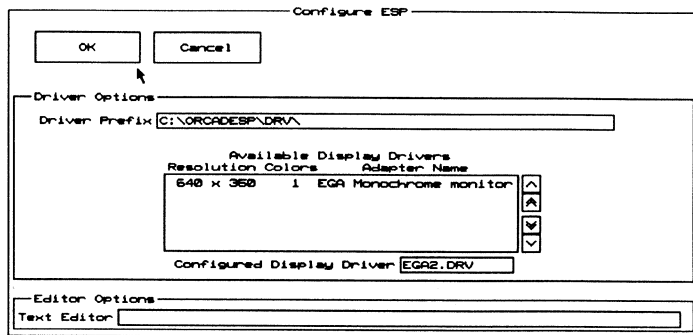 Configure ESP
OK
Cancel
Driver Options
Driver Prefix C:\ORCADESP\DRV\
Available Display Drivers
Resolution Colors Adapter Name
640 x 350 1 EGA Monochrome monitor
Configured Display Driver EGA2.DRV
Editor Options
Text Editor